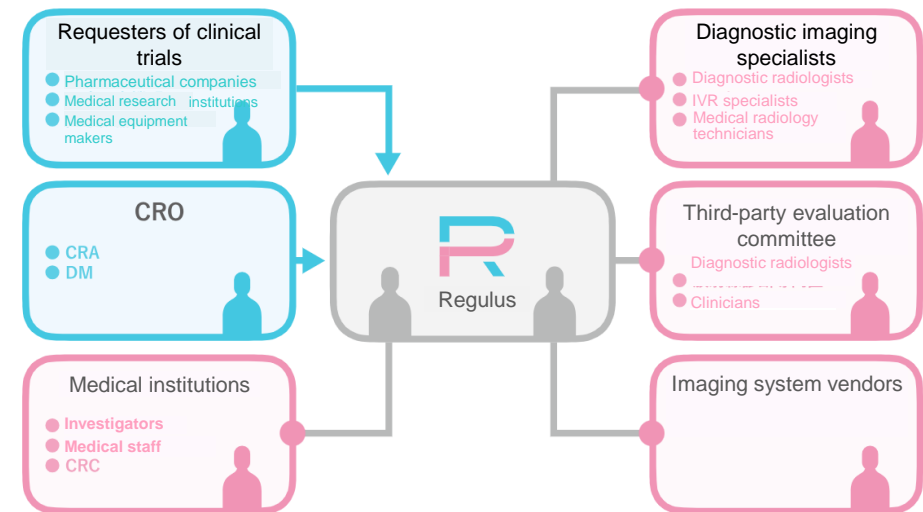 Requesters of clinical
trials
Pharmaceutical companies
Medical research institutions
Medical equipment
makers
CRO
CRA
DM
Medical institutions
Investigators
Medical staff
CRC
Regulus
Diagnostic imaging
specialists
Diagnostic radiologists
IVR specialists
Medical radiology
technicians
Third-party evaluation
committee
Diagnostic radiologists
Clinicians
Imaging system vendors